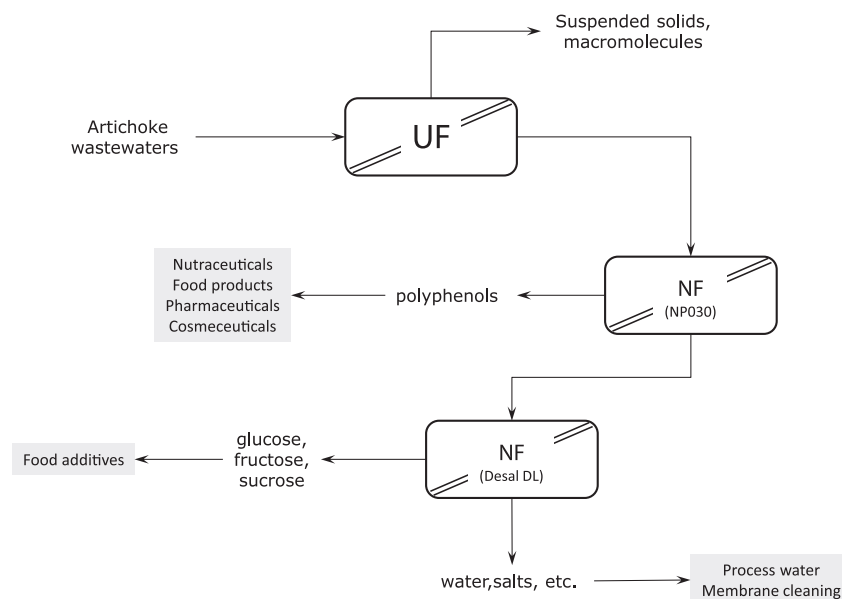 Suspended solids,
macromolecules
Artichoke
wastewaters
UF
Nutraceuticals
Food products
Pharmaceuticals
Cosmeceuticals
polyphenols
NF
(NP030)
Food additives
glucose,
fructose,
sucrose
NF
(Desal DL)
water,salts, etc.
Process water
Membrane cleaning